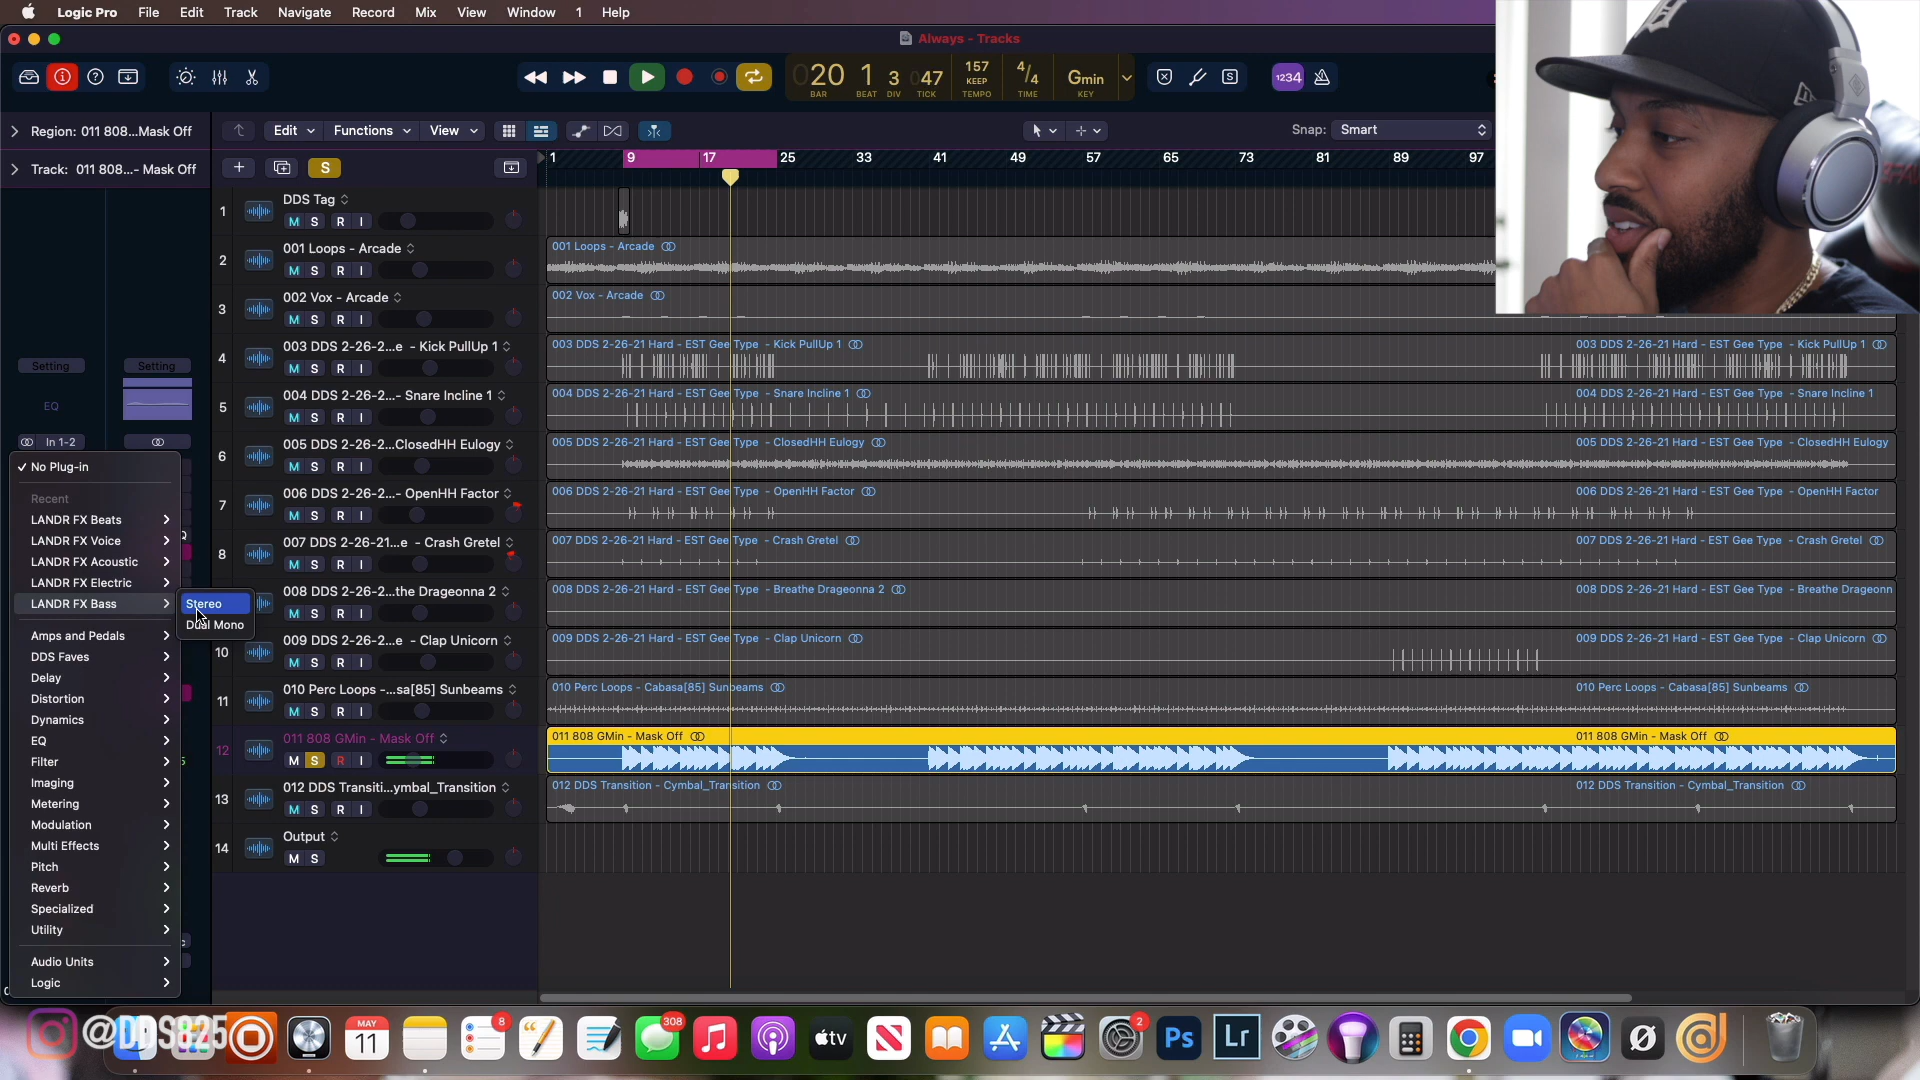 Logic Pro File Edit Track Navigate Record Mix View Window 1 Help
Always - Tracks
20 1 3 047 157 KEEP 4/4 Gmin
BAR BEAT DIV TICK TEMPO TIME KEY
1234
Region: 011 808...Mask Off
Edit Functions View
Snap: Smart
Track: 011 808...- Mask Off
S
1 9 17 25 33 41 49 57 65 73 81 89 97
1 DDS Tag
M S R I
2 001 Loops - Arcade
M S R I
001 Loops - Arcade
3 002 Vox - Arcade
M S R I
002 Vox - Arcade
4 003 DDS 2-26-2...e - Kick PullUp 1
M S R I
003 DDS 2-26-21 Hard - EST Gee Type - Kick PullUp 1
003 DDS 2-26-21 Hard - EST Gee Type - Kick PullUp 1
5 004 DDS 2-26-2...- Snare Incline 1
M S R I
004 DDS 2-26-21 Hard - EST Gee Type - Snare Incline 1
004 DDS 2-26-21 Hard - EST Gee Type - Snare Incline 1
6 005 DDS 2-26-2...ClosedHH Eulogy
M S R I
005 DDS 2-26-21 Hard - EST Gee Type - ClosedHH Eulogy
005 DDS 2-26-21 Hard - EST Gee Type - ClosedHH Eulogy
7 006 DDS 2-26-2...- OpenHH Factor
M S R I
006 DDS 2-26-21 Hard - EST Gee Type - OpenHH Factor
006 DDS 2-26-21 Hard - EST Gee Type - OpenHH Factor
8 007 DDS 2-26-21...e - Crash Gretel
M S R I
007 DDS 2-26-21 Hard - EST Gee Type - Crash Gretel
007 DDS 2-26-21 Hard - EST Gee Type - Crash Gretel
008 DDS 2-26-2...the Drageonna 2
M S R I
008 DDS 2-26-21 Hard - EST Gee Type - Breathe Drageonna 2
008 DDS 2-26-21 Hard - EST Gee Type - Breathe Drageonn
10 009 DDS 2-26-2...e - Clap Unicorn
M S R I
009 DDS 2-26-21 Hard - EST Gee Type - Clap Unicorn
009 DDS 2-26-21 Hard - EST Gee Type - Clap Unicorn
11 010 Perc Loops -...sa[85] Sunbeams
M S R I
010 Perc Loops - Cabasa[85] Sunbeams
010 Perc Loops - Cabasa[85] Sunbeams
12 011 808 GMin - Mask Off
M S R I
011 808 GMin - Mask Off
011 808 GMin - Mask Off
13 012 DDS Transiti...ymbal_Transition
M S R I
012 DDS Transition - Cymbal_Transition
012 DDS Transition - Cymbal_Transition
14 Output
M S
Setting Setting
EQ
In 1-2
No Plug-in
Recent
LANDR FX Beats
LANDR FX Voice
LANDR FX Acoustic
LANDR FX Electric
LANDR FX Bass
Stereo
Dual Mono
Amps and Pedals
DDS Faves
Delay
Distortion
Dynamics
EQ
Filter
Imaging
Metering
Modulation
Multi Effects
Pitch
Reverb
Specialized
Utility
Audio Units
Logic
@DDS825
MAY
11
8
308
tv
2
Ps
Lr